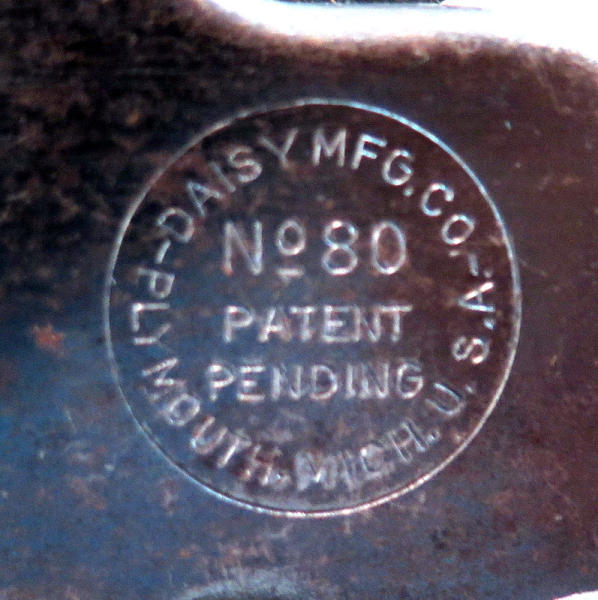 DAISY MFG. CO.
Nº 80
PATENT
PENDING
PLYMOUTH. MICH. U.S.A.